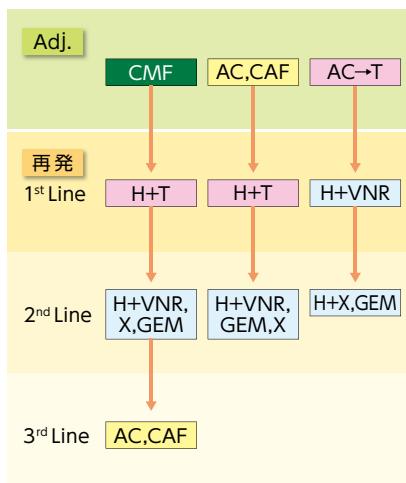 Adj.
CMF
AC,CAF
AC→T
再発
1st Line
H+T
H+T
H+VNR
2nd Line
H+VNR,
X,GEM
H+VNR,
GEM,X
H+X,GEM
3rd Line
AC,CAF